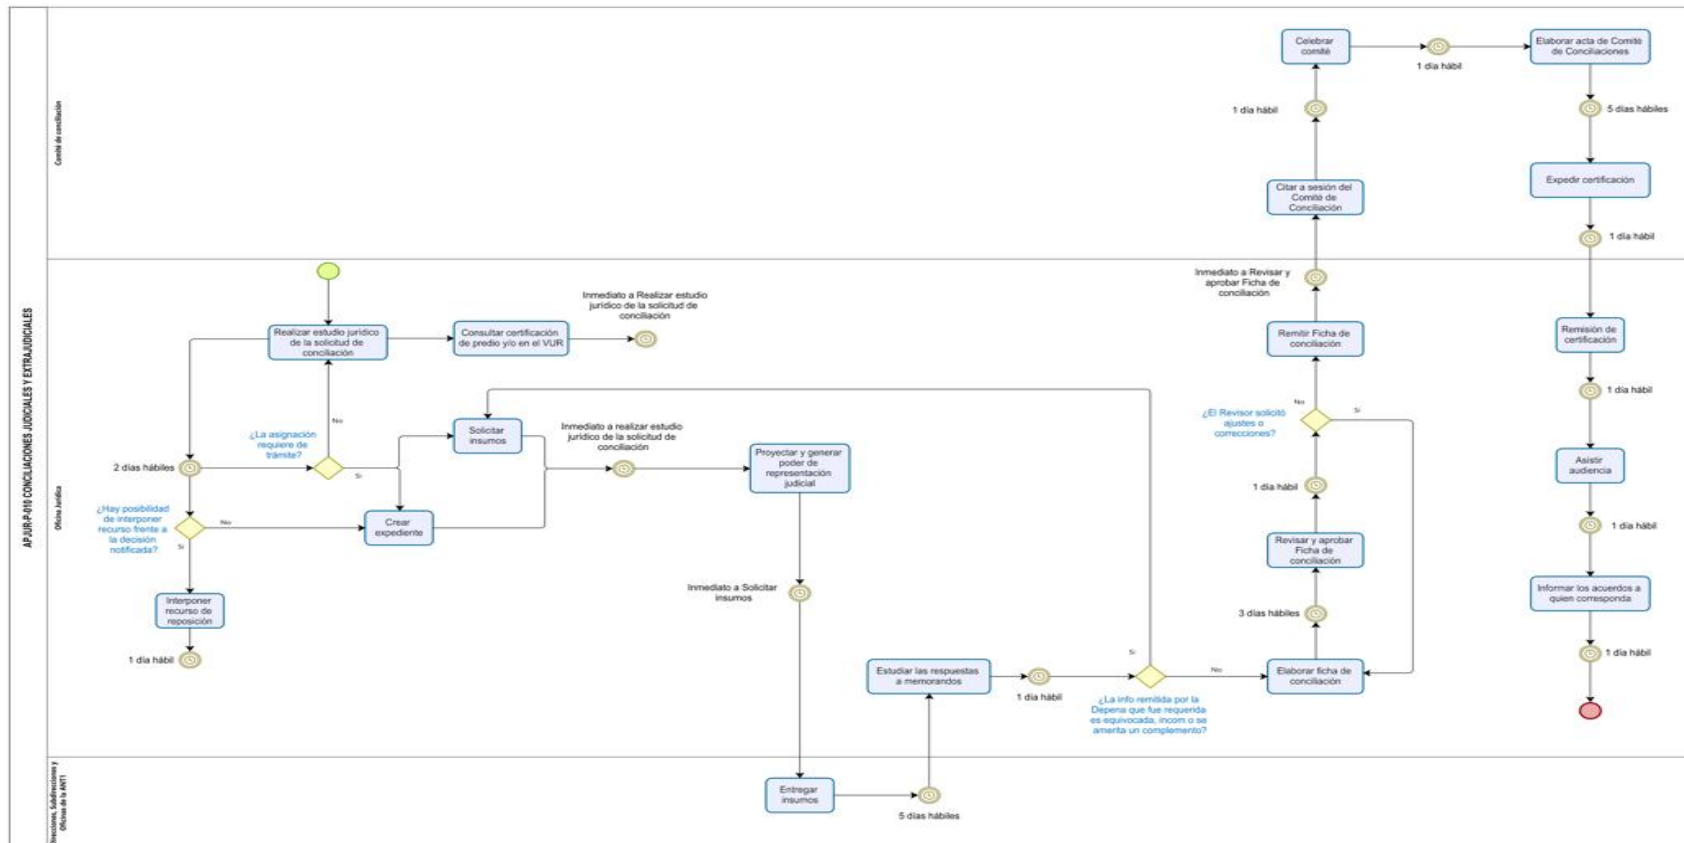 APJUR-P-010 CONCILIACIONES JUDICIALES Y EXTRAJUDICIALES
Comité de conciliación
Celebrar
comité
1 día hábil
Elaborar acta de Comité
de Conciliaciones
1 día hábil
5 días hábiles
Citar a sesión del
Comité de
Conciliación
Expedir certificación
1 día hábil
Oficina Jurídica
Inmediato a Revisar y
aprobar Ficha de
conciliación
Inmediato a Realizar estudio
jurídico de la solicitud de
conciliación
Realizar estudio jurídico
de la solicitud de
conciliación
Consultar certificación
de predio y/o en el VUR
Remitir Ficha de
conciliación
Remisión de
certificación
1 día hábil
No
¿La asignación
requiere de
trámite?
Si
Solicitar
insumos
Inmediato a realizar estudio
jurídico de la solicitud de
conciliación
¿El Revisor solicitó
ajustes o
correcciones?
No
Sí
2 días hábiles
Proyectar y generar
poder de
representación
judicial
Asistir
audiencia
1 día hábil
¿Hay posibilidad
de interponer
recurso frente a
la decisión
notificada?
No
Si
Crear
expediente
1 día hábil
Revisar y aprobar
Ficha de
conciliación
Interponer
recurso de
reposición
1 día hábil
Inmediato a Solicitar
insumos
3 días hábiles
Informar los acuerdos a
quien corresponda
1 día hábil
Estudiar las respuestas
a memorandos
1 día hábil
Si
No
¿La info remitida por la
Depena que fue requerida
es equivocada, incom o se
amerita un complemento?
Elaborar ficha de
conciliación
Direcciones, Subdirecciones y
Oficinas de la ANT1
Entregar
insumos
5 días hábiles